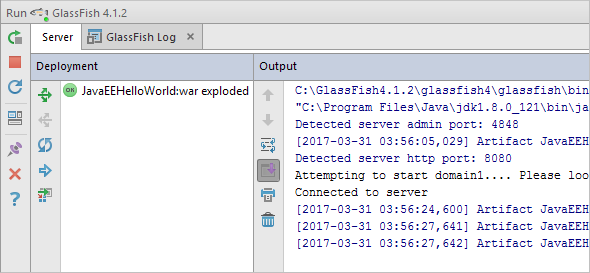 Run GlassFish 4.1.2
Server GlassFish Log
Deployment
Output
OK JavaEEHelloWorld:war exploded
C:\GlassFish4.1.2\glassfish4\glassfish\bin
"C:\Program Files\Java\jdk1.8.0_121\bin\ja
Detected server admin port: 4848
[2017-03-31 03:56:05,029] Artifact JavaEEH
Detected server http port: 8080
Attempting to start domain1.... Please loo
Connected to server
[2017-03-31 03:56:24,600] Artifact JavaEEH
[2017-03-31 03:56:27,641] Artifact JavaEEH
[2017-03-31 03:56:27,642] Artifact JavaEEH